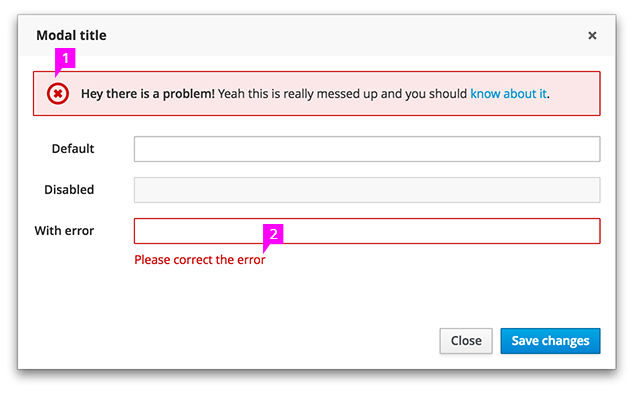 Modal title ×
1
Hey there is a problem! Yeah this is really messed up and you should know about it.
Default
Disabled
With error
2
Please correct the error
Close Save changes